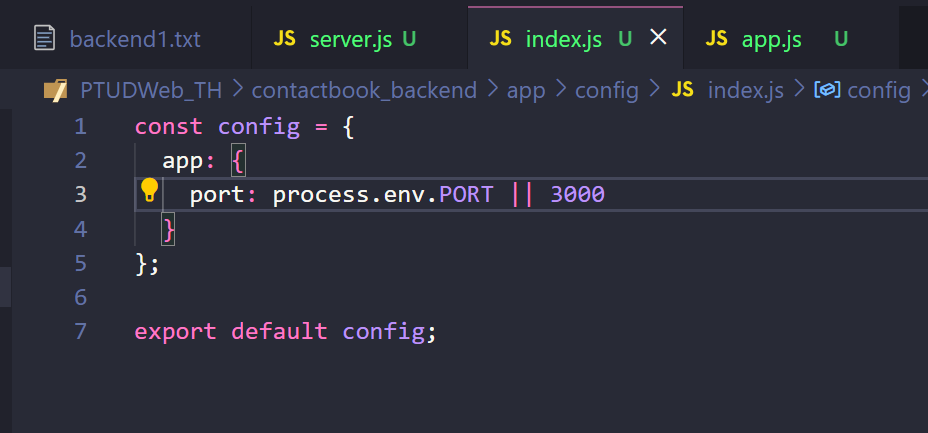 backend1.txt JS server.js U JS index.js U × JS app.js U
PTUDWeb_TH > contactbook_backend > app > config > JS index.js > config >
1 const config = {
2   app: {
3     port: process.env.PORT || 3000
4   }
5 };
6
7 export default config;